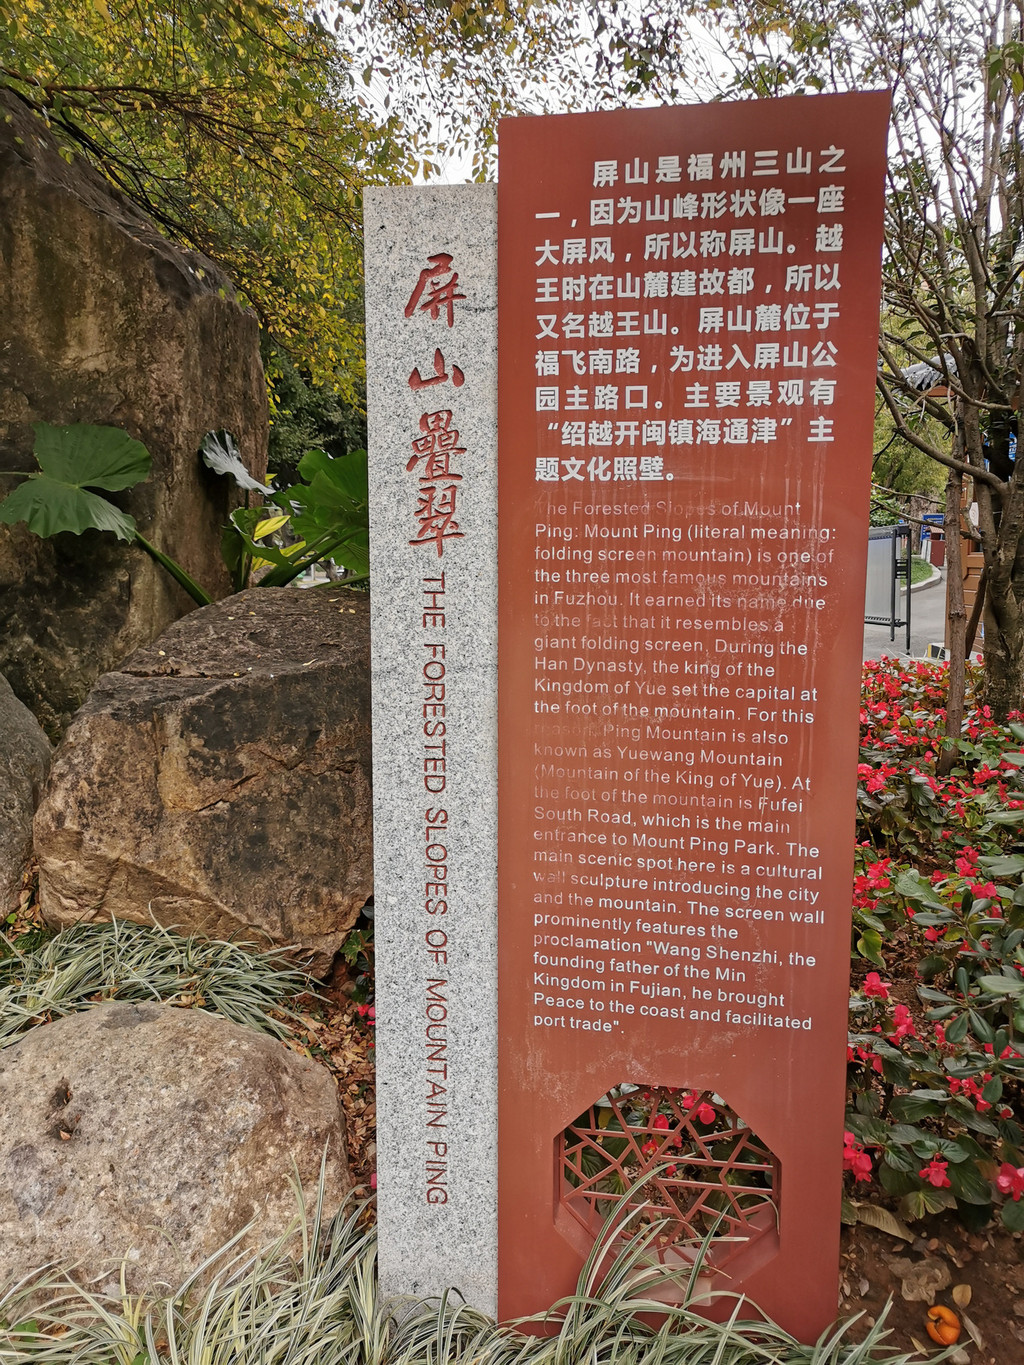 屏山疊翠
THE FORESTED SLOPES OF MOUNTAIN PING
屏山是福州三山之
一，因为山峰形状像一座
大屏风，所以称屏山。越
王时在山麓建故都，所以
又名越王山。屏山麓位于
福飞南路，为进入屏山公
园主路口。主要景观有
“绍越开闽镇海通津”主
题文化照壁。
The Forested Slopes of Mount
Ping: Mount Ping (literal meaning:
folding screen mountain) is one of
the three most famous mountains
in Fuzhou. It earned its name due
to the fact that it resembles a
giant folding screen. During the
Han Dynasty, the king of the
Kingdom of Yue set the capital at
the foot of the mountain. For this
reason, Ping Mountain is also
known as Yuewang Mountain
(Mountain of the King of Yue). At
the foot of the mountain is Fufei
South Road, which is the main
entrance to Mount Ping Park. The
main scenic spot here is a cultural
wall sculpture introducing the city
and the mountain. The screen wall
prominently features the
proclamation "Wang Shenzhi, the
founding father of the Min
Kingdom in Fujian, he brought
Peace to the coast and facilitated
port trade".